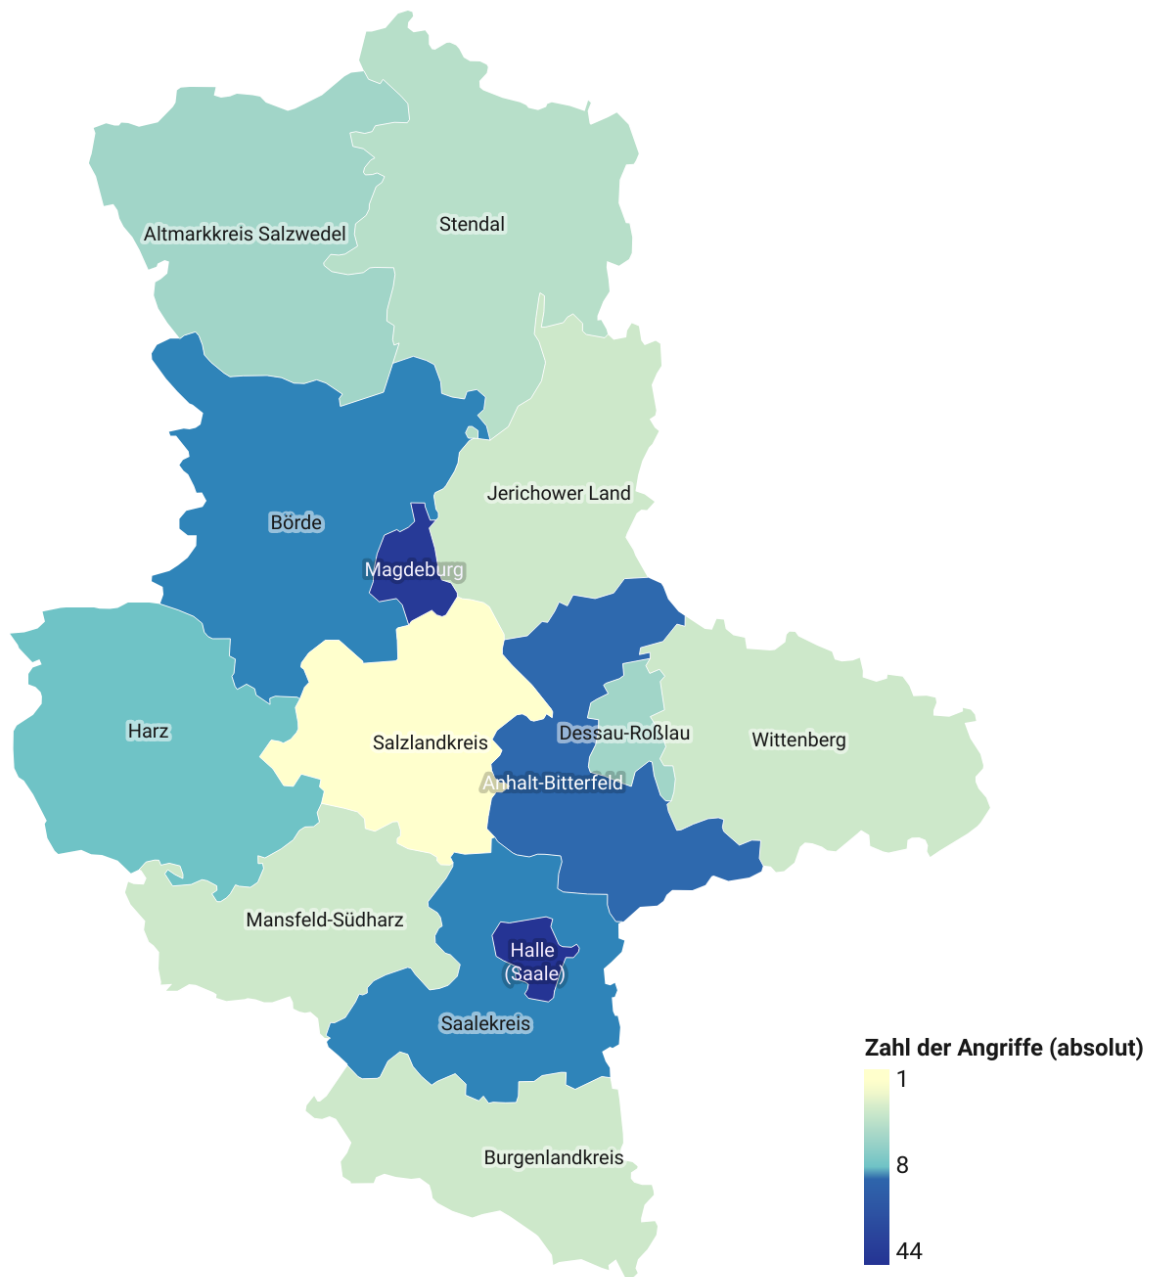 Stendal
Altmarkkreis Salzwedel
Jerichower Land
Börde
Magdeburg
Harz
Dessau-Roßlau
Wittenberg
Salzlandkreis
Anhalt-Bitterfeld
Mansfeld-Südharz
Halle
(Saale)
Saalekreis
Burgenlandkreis
Zahl der Angriffe (absolut)
1
8
44